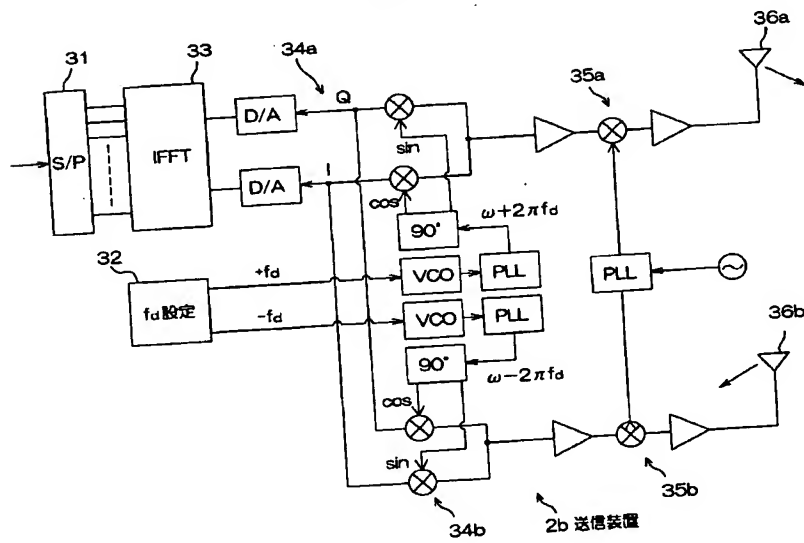 36a
31
33
34a
35a
Q
D/A
S/P
IFFT
sin
I
D/A
cos
90°
ω+2πfd
32
+fd
VCO
PLL
PLL
fd設定
-fd
VCO
PLL
36b
90°
ω-2πfd
cos
sin
34b
2b 送信装置
35b